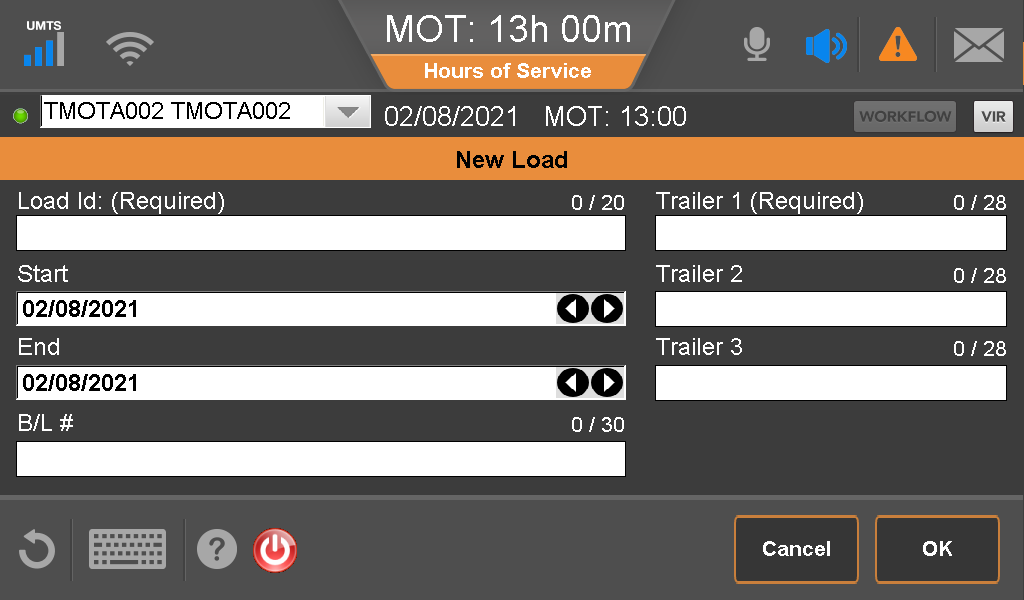 UMTS
MOT: 13h 00m
Hours of Service
TMOTA002 TMOTA002
02/08/2021 MOT: 13:00
WORKFLOW
VIR
New Load
Load Id: (Required) 0 / 20
Trailer 1 (Required) 0 / 28
Start
Trailer 2 0 / 28
02/08/2021
End
Trailer 3 0 / 28
02/08/2021
B/L # 0 / 30
?
Cancel
OK